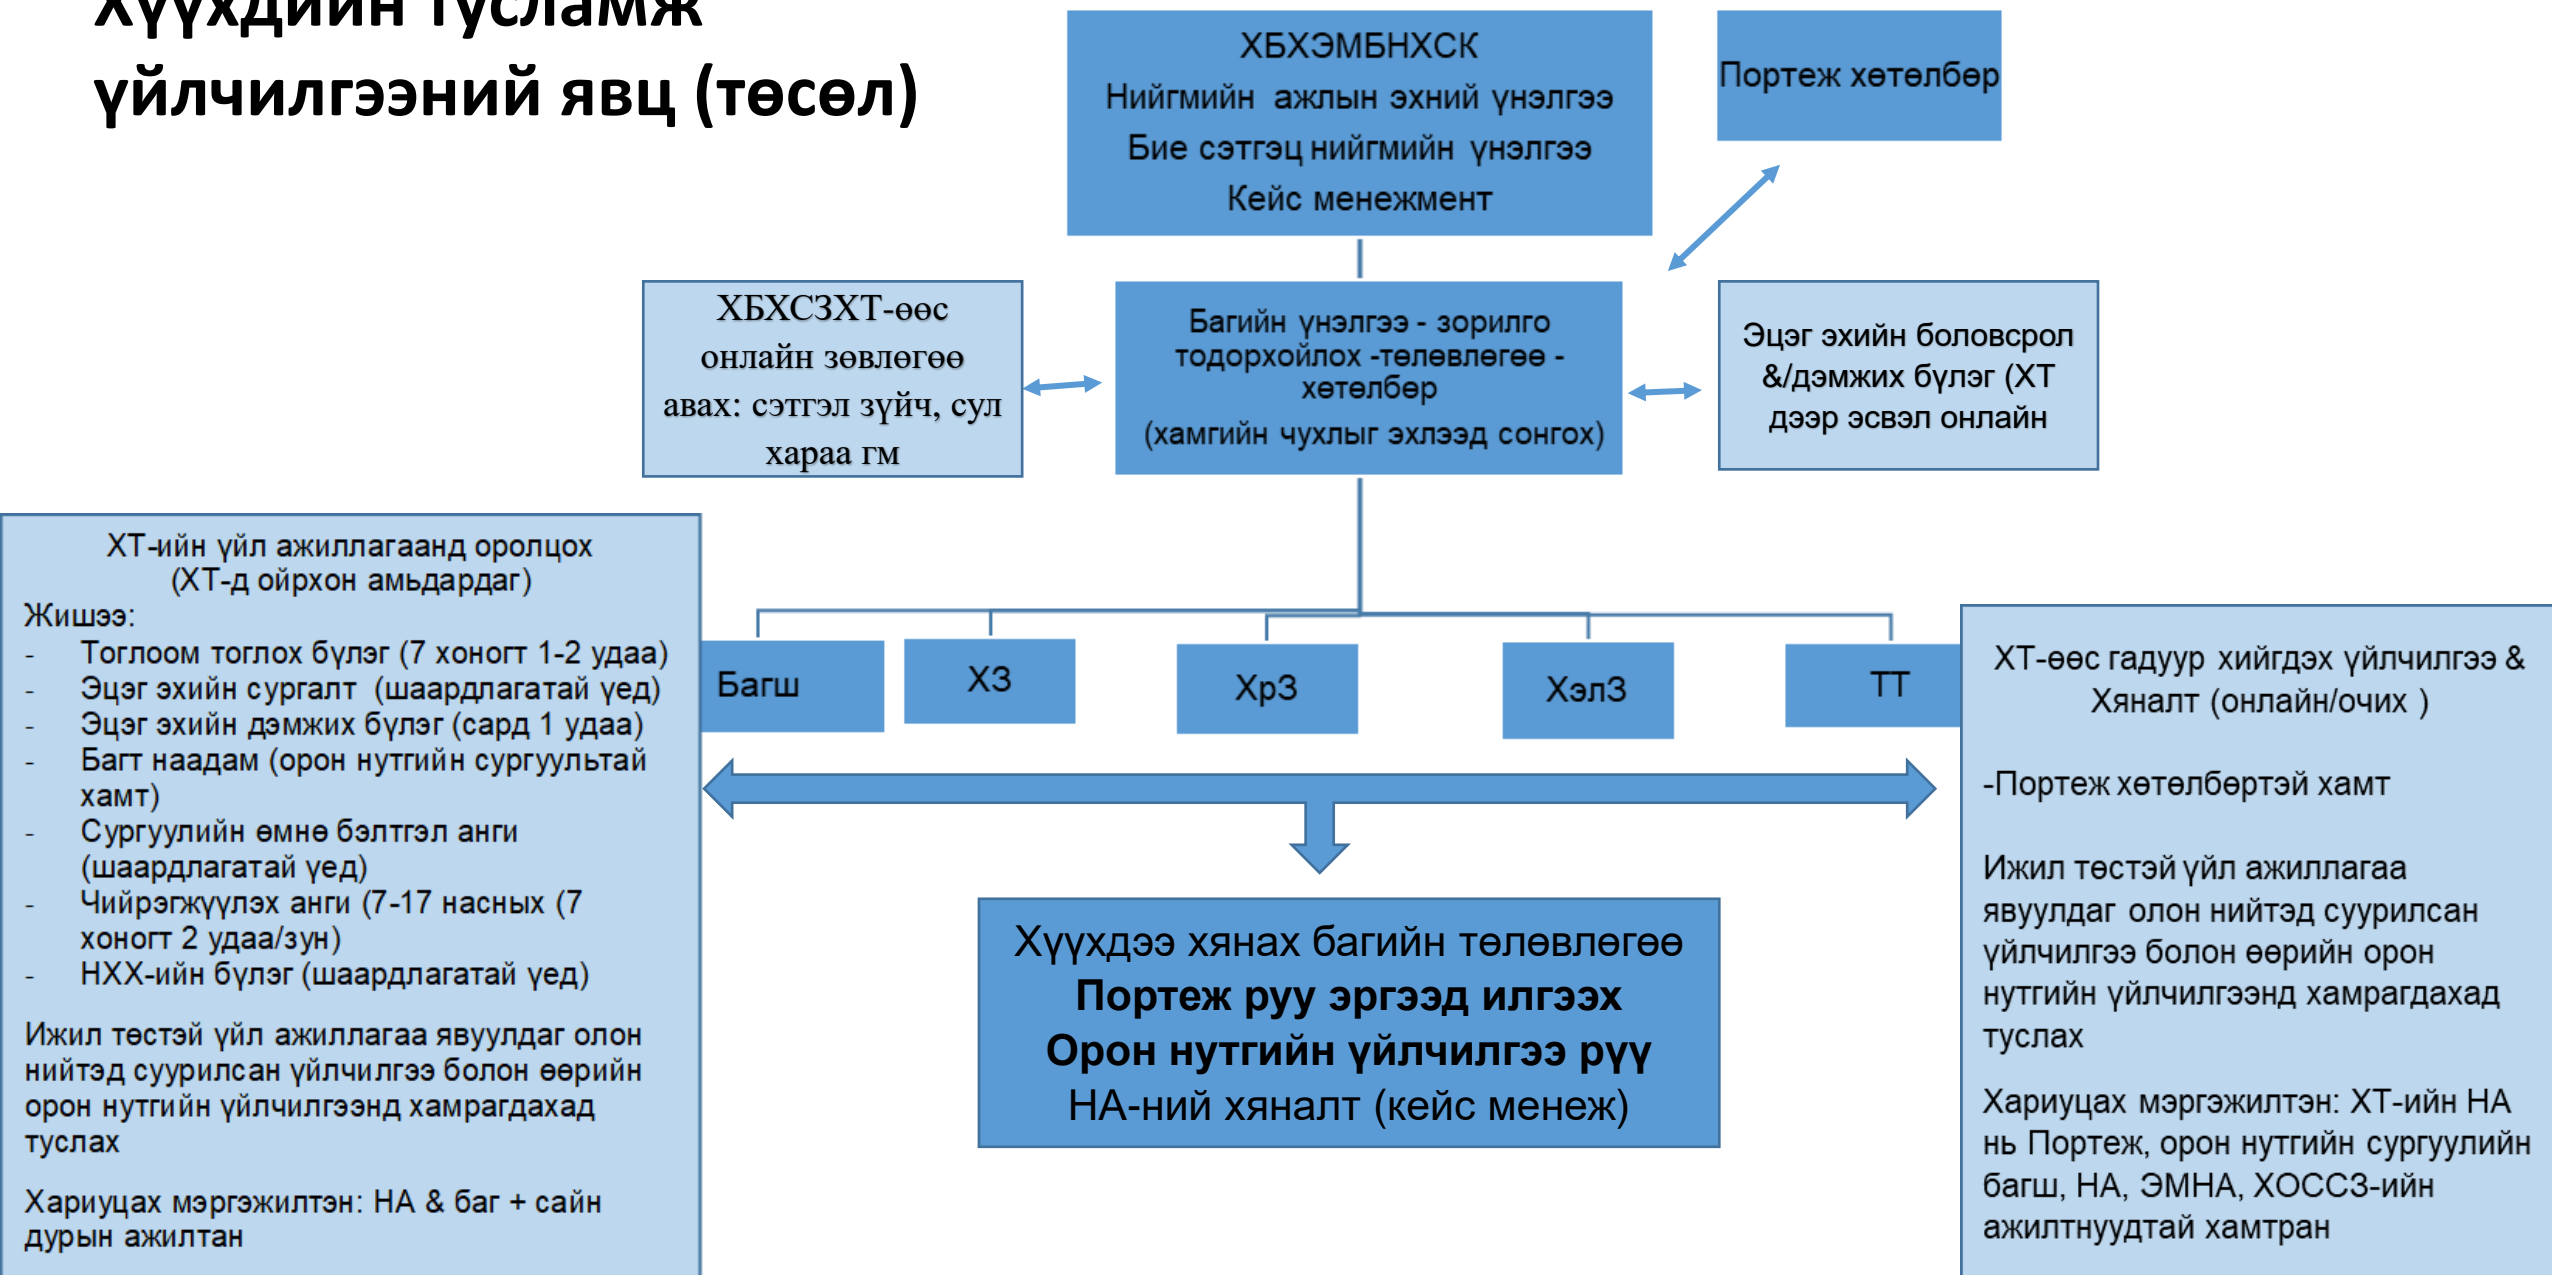 Хүүхдийн тусламж
үйлчилгээний явц (төсөл)
ХБХЭМБНХСК
Нийгмийн ажлын эхний үнэлгээ
Бие сэтгэц нийгмийн үнэлгээ
Кейс менежмент
Портеж хөтөлбөр
ХБХСЗХТ-өөс
онлайн зөвлөгөө
авах: сэтгэл зүйч, сул
хараа гм
Багийн үнэлгээ - зорилго
тодорхойлох -төлөвлөгөө -
хөтөлбөр
(хамгийн чухлыг эхлээд сонгох)
Эцэг эхийн боловсрол
&/дэмжих бүлэг (ХТ
дээр эсвэл онлайн
ХТ-ийн үйл ажиллагаанд оролцох
(ХТ-д ойрхон амьдардаг)
Жишээ:
- Тоглоом тоглох бүлэг (7 хоногт 1-2 удаа)
- Эцэг эхийн сургалт (шаардлагатай үед)
- Эцэг эхийн дэмжих бүлэг (сард 1 удаа)
- Багт наадам (орон нутгийн сургуультай
хамт)
- Сургуулийн өмнө бэлтгэл анги
(шаардлагатай үед)
- Чийрэгжүүлэх анги (7-17 насных (7
хоногт 2 удаа/зун)
- НХХ-ийн бүлэг (шаардлагатай үед)
Ижил төстэй үйл ажиллагаа явуулдаг олон
нийтэд суурилсан үйлчилгээ болон өөрийн
орон нутгийн үйлчилгээнд хамрагдахад
туслах
Хариуцах мэргэжилтэн: НА & баг + сайн
дурын ажилтан
Багш
ХЗ
ХрЗ
ХэлЗ
ТТ
Хүүхдээ хянах багийн төлөвлөгөө
Портеж руу эргээд илгээх
Орон нутгийн үйлчилгээ рүү
НА-ний хяналт (кейс менеж)
ХТ-өөс гадуур хийгдэх үйлчилгээ &
Хяналт (онлайн/очих )
-Портеж хөтөлбөртэй хамт
Ижил төстэй үйл ажиллагаа
явуулдаг олон нийтэд суурилсан
үйлчилгээ болон өөрийн орон
нутгийн үйлчилгээнд хамрагдахад
туслах
Хариуцах мэргэжилтэн: ХТ-ийн НА
нь Портеж, орон нутгийн сургуулийн
багш, НА, ЭМНА, ХОССЗ-ийн
ажилтнуудтай хамтран